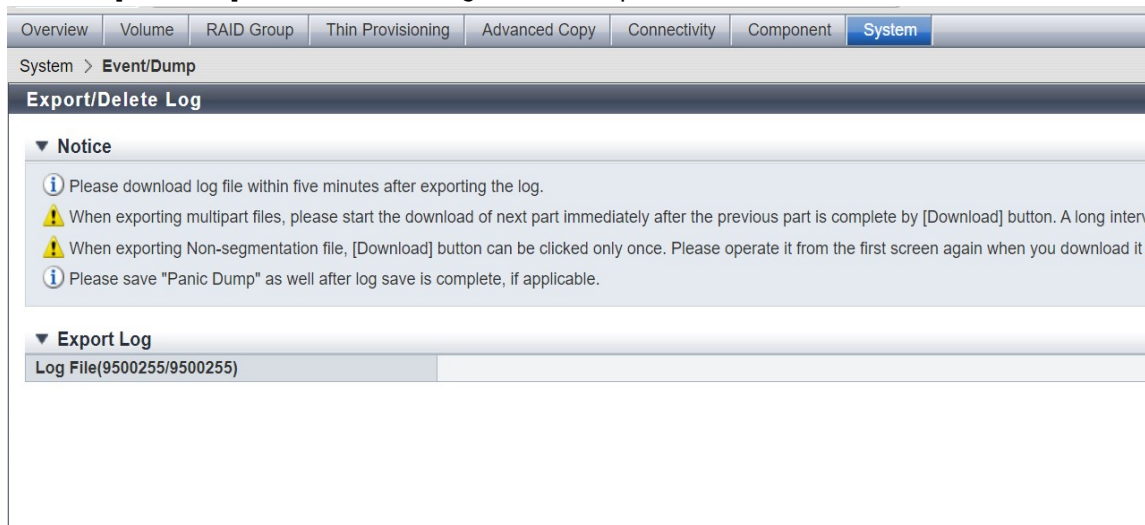 Overview Volume RAID Group Thin Provisioning Advanced Copy Connectivity Component System
System > Event/Dump
Export/Delete Log
Notice
Please download log file within five minutes after exporting the log.
When exporting multipart files, please start the download of next part immediately after the previous part is complete by [Download] button. A long
When exporting Non-segmentation file, [Download] button can be clicked only once. Please operate it from the first screen again when you download it
Please save "Panic Dump" as well after log save is complete, if applicable.
Export Log
Log File(9500255/9500255)